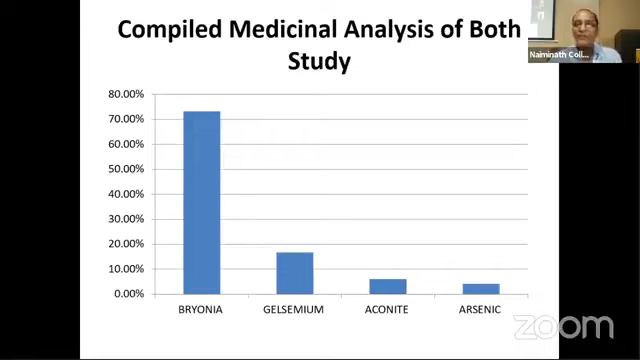 Compiled Medicinal Analysis of Both
Study
Naiminath Coll...
80.00%
70.00%
60.00%
50.00%
40.00%
30.00%
20.00%
10.00%
0.00%
BRYONIA GELSEMIUM ACONITE ARSENIC
zoom